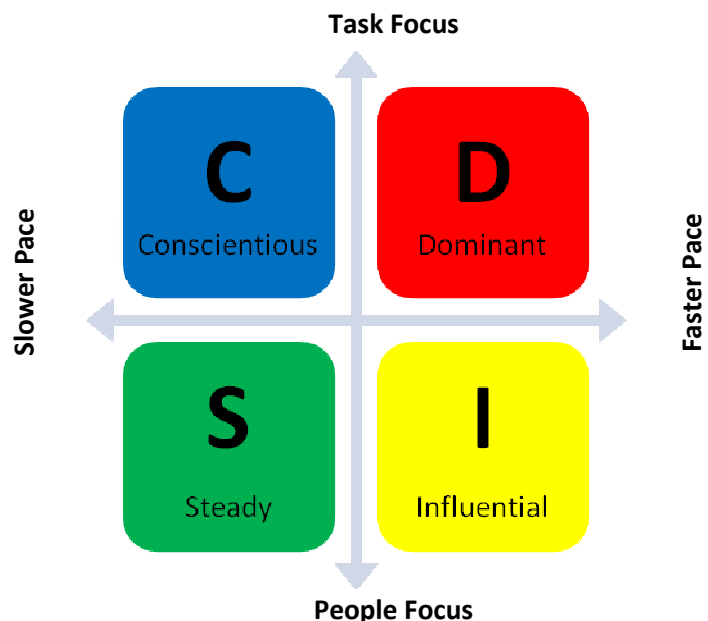 Task Focus
C
Conscientious
D
Dominant
Slower Pace
Faster Pace
S
Steady
I
Influential
People Focus